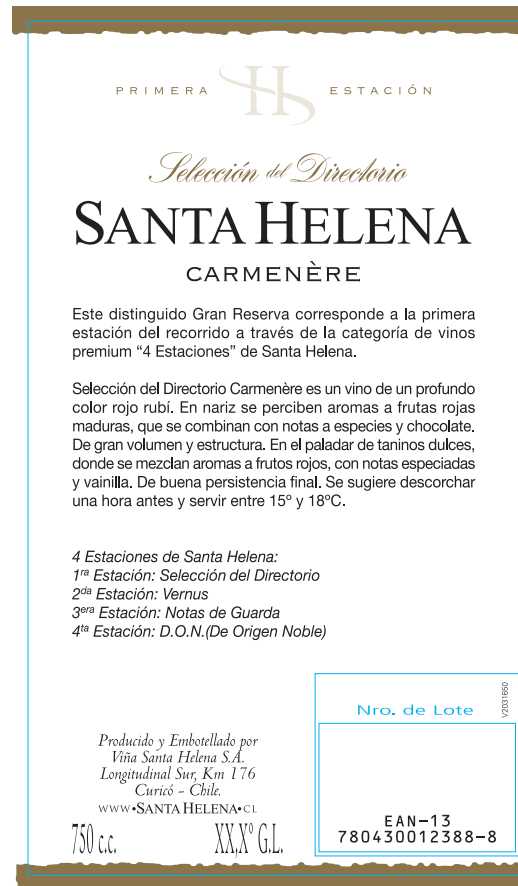 PRIMERA H ESTACIÓN
Selección del Directorio
SANTA HELENA
CARMENÈRE
Este distinguido Gran Reserva corresponde a la primera
estación del recorrido a través de la categoría de vinos
premium “4 Estaciones” de Santa Helena.
Selección del Directorio Carmenère es un vino de un profundo
color rojo rubí. En nariz se perciben aromas a frutas rojas
maduras, que se combinan con notas a especies y chocolate.
De gran volumen y estructura. En el paladar de taninos dulces,
donde se mezclan aromas a frutos rojos, con notas especiadas
y vainilla. De buena persistencia final. Se sugiere descorchar
una hora antes y servir entre 15º y 18ºC.
4 Estaciones de Santa Helena:
1ra Estación: Selección del Directorio
2da Estación: Vernus
3era Estación: Notas de Guarda
4ta Estación: D.O.N.(De Origen Noble)
Producido y Embotellado por
Viña Santa Helena S.A.
Longitudinal Sur, Km 176
Curicó - Chile.
WWW•SANTA HELENA•CL
750 c.c. XX,Xº G.L.
Nro. de Lote
V2031650
EAN-13
780430012388-8